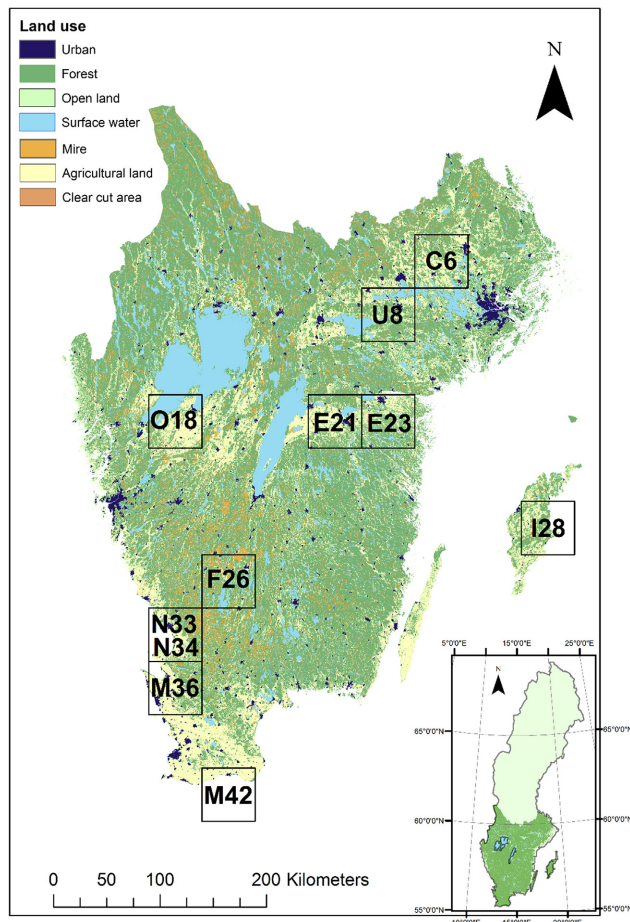 Land use
Urban
Forest
Open land
Surface water
Mire
Agricultural land
Clear cut area
N
C6
U8
O18
E21
E23
I28
F26
N33
N34
M36
M42
0 50 100 200 Kilometers
5°0'0"E 15°0'0"E 25°0'0"E
N
65°0'0"N 65°0'0"N
60°0'0"N 60°0'0"N
55°0'0"N 55°0'0"N